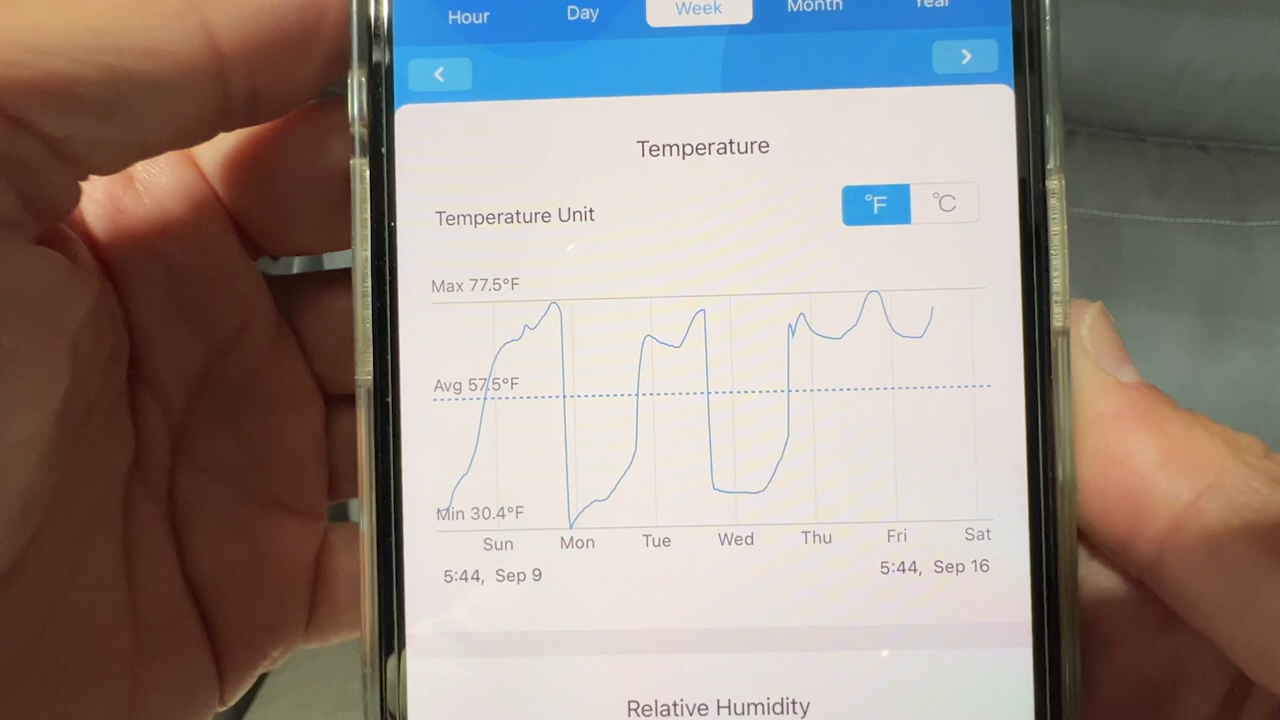 Hour Day Week Month Year
Temperature
Temperature Unit °F °C
Max 77.5°F
Avg 57.5°F
Min 30.4°F
Sun Mon Tue Wed Thu Fri Sat
5:44, Sep 9 5:44, Sep 16
Relative Humidity